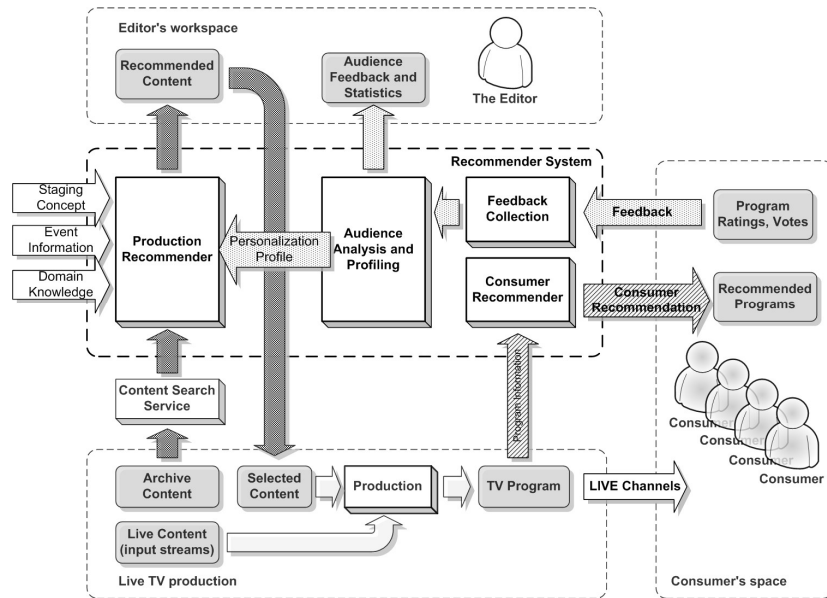 Editor's workspace
Recommended
Content
Audience
Feedback and
Statistics
The Editor
Recommender System
Staging
Concept
Event
Information
Domain
Knowledge
Production
Recommender
Personalization
Profile
Audience
Analysis and
Profiling
Feedback
Collection
Consumer
Recommender
Feedback
Program
Ratings, Votes
Consumer
Recommendation
Recommended
Programs
Content Search
Service
Program Information
Consumer
Consumer
Consumer
Consumer
Archive
Content
Selected
Content
Production
TV Program
LIVE Channels
Live Content
(input streams)
Live TV production
Consumer's space